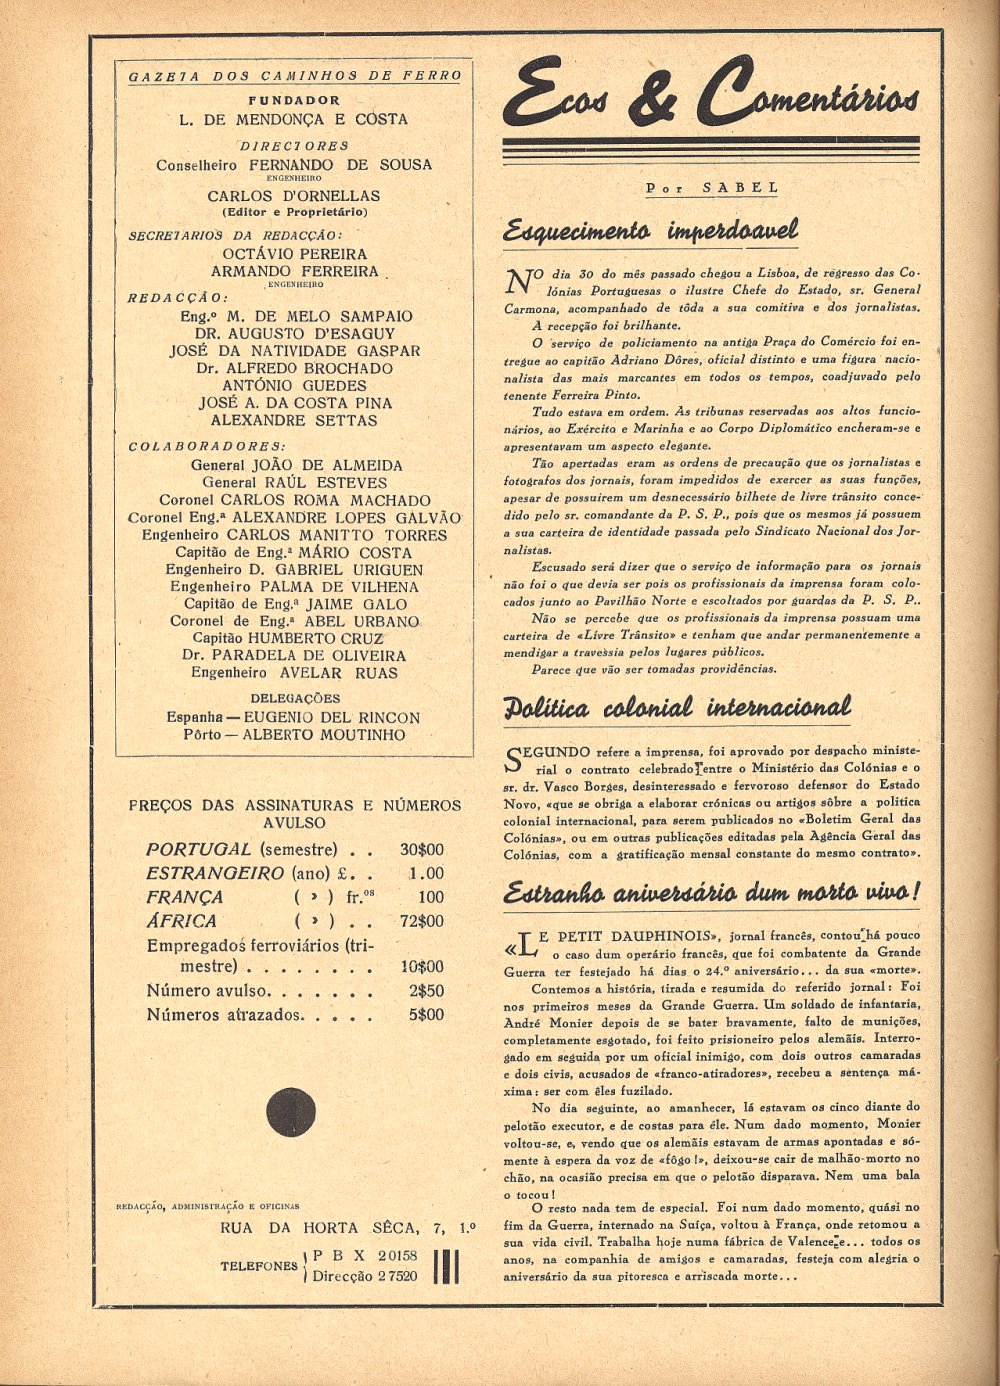 GAZETA DOS CAMINHOS DE FERRO
FUNDADOR
L. DE MENDONÇA E COSTA
DIRECTORES
Conselheiro FERNANDO DE SOUSA
ENGENHEIRO
CARLOS D'ORNELLAS
(Editor e Proprietário)
SECRETARIOS DA REDACÇÃO:
OCTÁVIO PEREIRA
ARMANDO FERREIRA
ENGENHEIRO
REDACÇÃO:
Eng.º M. DE MELO SAMPAIO
DR. AUGUSTO D'ESAGUY
JOSÉ DA NATIVIDADE GASPAR
Dr. ALFREDO BROCHADO
ANTÓNIO GUEDES
JOSÉ A. DA COSTA PINA
ALEXANDRE SETTAS
COLABORADORES:
General JOÃO DE ALMEIDA
General RAÚL ESTEVES
Coronel CARLOS ROMA MACHADO
Coronel Eng.ª ALEXANDRE LOPES GALVÃO
Engenheiro CARLOS MANITTO TORRES
Capitão de Eng.ª MÁRIO COSTA
Engenheiro D. GABRIEL URIGUEN
Engenheiro PALMA DE VILHENA
Capitão de Eng.ª JAIME GALO
Coronel de Eng.ª ABEL URBANO
Capitão HUMBERTO CRUZ
Dr. PARADELA DE OLIVEIRA
Engenheiro AVELAR RUAS
DELEGAÇÕES
Espanha — EUGENIO DEL RINCON
Pôrto — ALBERTO MOUTINHO
PREÇOS DAS ASSINATURAS E NÚMEROS
AVULSO
PORTUGAL (semestre) . . 30$00
ESTRANGEIRO (ano) £. . 1.00
FRANÇA ( » ) fr.os 100
ÁFRICA ( » ) . . 72$00
Empregados ferroviários (tri-
mestre) . . . . . . . . 10$00
Número avulso. . . . . . . 2$50
Números atrazados. . . . . 5$00
REDACÇÃO, ADMINISTRAÇÃO E OFICINAS
RUA DA HORTA SÊCA, 7, 1.º
TELEFONES
P B X 20158
Direcção 27520
Ecos & Comentários
Por SABEL
Esquecimento imperdoavel
NO dia 30 do mês passado chegou a Lisboa, de regresso das Co-
lónias Portuguesas o ilustre Chefe do Estado, sr. General
Carmona, acompanhado de tôda a sua comitiva e dos jornalistas.
A recepção foi brilhante.
O serviço de policiamento na antiga Praça do Comércio foi en-
tregue ao capitão Adriano Dôres, oficial distinto e uma figura nacio-
nalista das mais marcantes em todos os tempos, coadjuvado pelo
tenente Ferreira Pinto.
Tudo estava em ordem. As tribunas reservadas aos altos funcio-
nários, ao Exército e Marinha e ao Corpo Diplomático encheram-se e
apresentavam um aspecto elegante.
Tão apertadas eram as ordens de precaução que os jornalistas e
fotografos dos jornais, foram impedidos de exercer as suas funções,
apesar de possuirem um desnecessário bilhete de livre trânsito conce-
dido pelo sr. comandante da P. S. P., pois que os mesmos já possuem
a sua carteira de identidade passada pelo Sindicato Nacional dos Jor-
nalistas.
Escusado será dizer que o serviço de informação para os jornais
não foi o que devia ser pois os profissionais da imprensa foram colo-
cados junto ao Pavilhão Norte e escoltados por guardas da P. S. P..
Não se percebe que os profissionais da imprensa possuam uma
carteira de «Livre Trânsito» e tenham que andar permanentemente a
mendigar a travessia pelos lugares públicos.
Parece que vão ser tomadas providências.
Política colonial internacional
SEGUNDO refere a imprensa, foi aprovado por despacho ministe-
rial o contrato celebrado entre o Ministério das Colónias e o
sr. dr. Vasco Borges, desinteressado e fervoroso defensor do Estado
Novo, «que se obriga a elaborar crónicas ou artigos sôbre a politica
colonial internacional, para serem publicados no «Boletim Geral das
Colónias», ou em outras publicações editadas pela Agência Geral das
Colónias, com a gratificação mensal constante do mesmo contrato».
Estranho aniversário dum morto vivo!
«LE PETIT DAUPHINOIS», jornal francês, contou há pouco
o caso dum operário francês, que foi combatente da Grande
Guerra ter festejado há dias o 24.º aniversário... da sua «morte».
Contemos a história, tirada e resumida do referido jornal: Foi
nos primeiros meses da Grande Guerra. Um soldado de infantaria,
André Monier depois de se bater bravamente, falto de munições,
completamente esgotado, foi feito prisioneiro pelos alemãis. Interro-
gado em seguida por um oficial inimigo, com dois outros camaradas
e dois civis, acusados de «franco-atiradores», recebeu a sentença má-
xima: ser com êles fuzilado.
No dia seguinte, ao amanhecer, lá estavam os cinco diante do
pelotão executor, e de costas para êle. Num dado momento, Monier
voltou-se, e, vendo que os alemãis estavam de armas apontadas e só-
mente à espera da voz de «fôgo!», deixou-se cair de malhão-morto no
chão, na ocasião precisa em que o pelotão disparava. Nem uma bala
o tocou!
O resto nada tem de especial. Foi num dado momento, quási no
fim da Guerra, internado na Suíça, voltou à França, onde retomou a
sua vida civil. Trabalha hoje numa fábrica de Valence e... todos os
anos, na companhia de amigos e camaradas, festeja com alegria o
aniversário da sua pitoresca e arriscada morte...